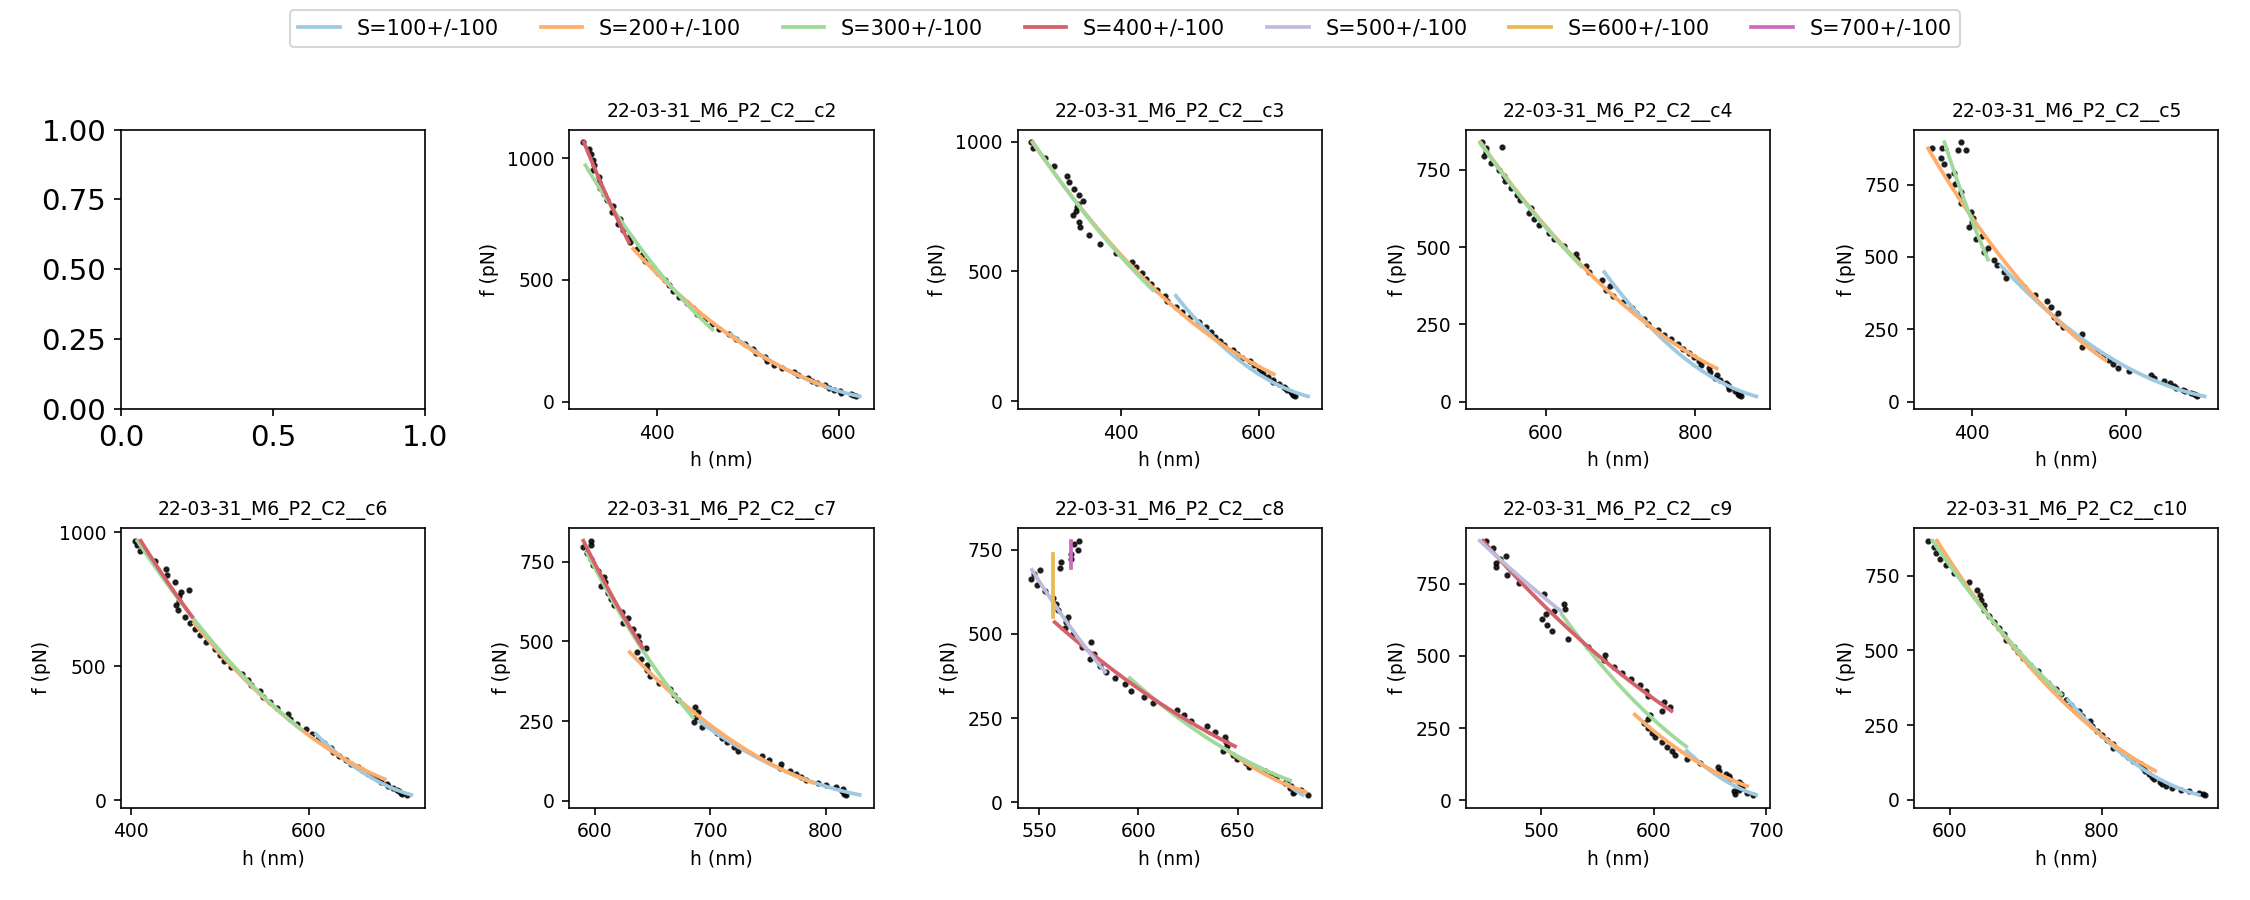 S=100+/-100 S=200+/-100 S=300+/-100 S=400+/-100 S=500+/-100 S=600+/-100 S=700+/-100
1.00
0.75
0.50
0.25
0.00
0.0 0.5 1.0
22-03-31_M6_P2_C2__c2
1000
500
0
f (pN)
400 600
h (nm)
22-03-31_M6_P2_C2__c3
1000
500
0
f (pN)
400 600
h (nm)
22-03-31_M6_P2_C2__c4
750
500
250
0
f (pN)
600 800
h (nm)
22-03-31_M6_P2_C2__c5
750
500
250
0
f (pN)
400 600
h (nm)
22-03-31_M6_P2_C2__c6
1000
500
0
f (pN)
400 600
h (nm)
22-03-31_M6_P2_C2__c7
750
500
250
0
f (pN)
600 700 800
h (nm)
22-03-31_M6_P2_C2__c8
750
500
250
0
f (pN)
550 600 650
h (nm)
22-03-31_M6_P2_C2__c9
750
500
250
0
f (pN)
500 600 700
h (nm)
22-03-31_M6_P2_C2__c10
750
500
250
0
f (pN)
600 800
h (nm)